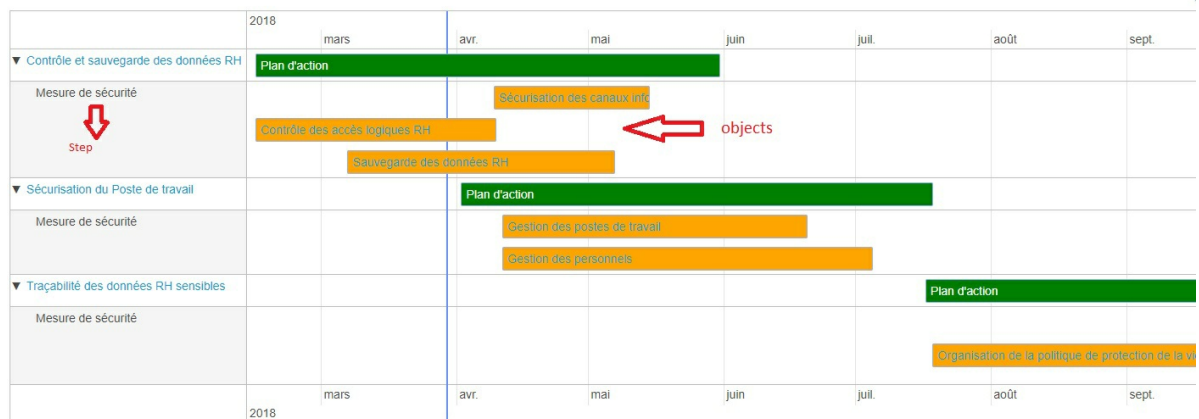 2018
mars avr. mai juin juil. août sept.
▼ Contrôle et sauvegarde des données RH Plan d'action
Mesure de sécurité Sécurisation des canaux info
Contrôle des accès logiques RH objects
Step
Sauvegarde des données RH
▼ Sécurisation du Poste de travail Plan d'action
Mesure de sécurité Gestion des postes de travail
Gestion des personnels
▼ Traçabilité des données RH sensibles Plan d'action
Mesure de sécurité
Organisation de la politique de protection de la vie
mars avr. mai juin juil. août sept.
2018